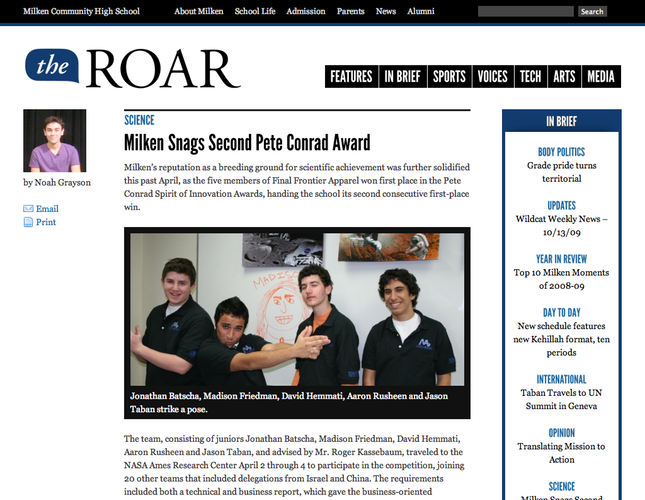 Milken Community High School
About Milken School Life Admission Parents News Alumni
Search
the ROAR
FEATURES IN BRIEF SPORTS VOICES TECH ARTS MEDIA
by Noah Grayson
Email
Print
SCIENCE
Milken Snags Second Pete Conrad Award
Milken's reputation as a breeding ground for scientific achievement was further solidified
this past April, as the five members of Final Frontier Apparel won first place in the Pete
Conrad Spirit of Innovation Awards, handing the school its second consecutive first-place
win.
MADISON
Jonathan Batscha, Madison Friedman, David Hemmati, Aaron Rusheen and Jason
Taban strike a pose.
The team, consisting of juniors Jonathan Batscha, Madison Friedman, David Hemmati,
Aaron Rusheen and Jason Taban, and advised by Mr. Roger Kassebaum, traveled to the
NASA Ames Research Center April 2 through 4 to participate in the competition, joining
20 other teams that included delegations from Israel and China. The requirements
included both a technical and business report, which gave the business-oriented
IN BRIEF
BODY POLITICS
Grade pride turns
territorial
UPDATES
Wildcat Weekly News –
10/13/09
YEAR IN REVIEW
Top 10 Milken Moments
of 2008-09
DAY TO DAY
New schedule features
new Kehillah format, ten
periods
INTERNATIONAL
Taban Travels to UN
Summit in Geneva
OPINION
Translating Mission to
Action
SCIENCE
Milken Snags Second